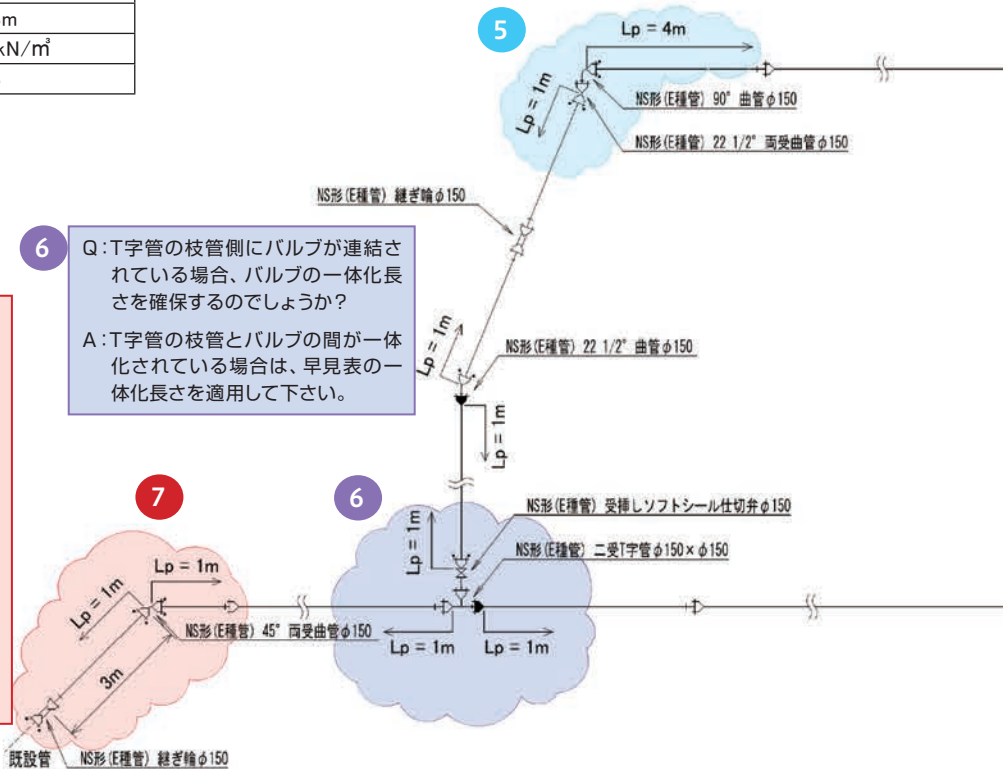 m
kN/㎥
5
Lp = 4m
Lp = 1m
NS形(E種管) 90° 曲管φ150
NS形(E種管) 22 1/2° 両受曲管φ150
NS形(E種管) 継ぎ輪φ150
6
Q:T字管の枝管側にバルブが連結さ
れている場合、バルブの一体化長
さを確保するのでしょうか?
A:T字管の枝管とバルブの間が一体
化されている場合は、早見表の一
体化長さを適用して下さい。
Lp = 1m
NS形(E種管) 22 1/2° 曲管φ150
Lp = 1m
7
6
Lp = 1m
NS形(E種管) 受挿しソフトシール仕切弁φ150
NS形(E種管) 二受T字管φ150×φ150
Lp = 1m
Lp = 1m
NS形(E種管) 45° 両受曲管φ150
Lp = 1m
Lp = 1m
3m
既設管
NS形(E種管) 継ぎ輪φ150